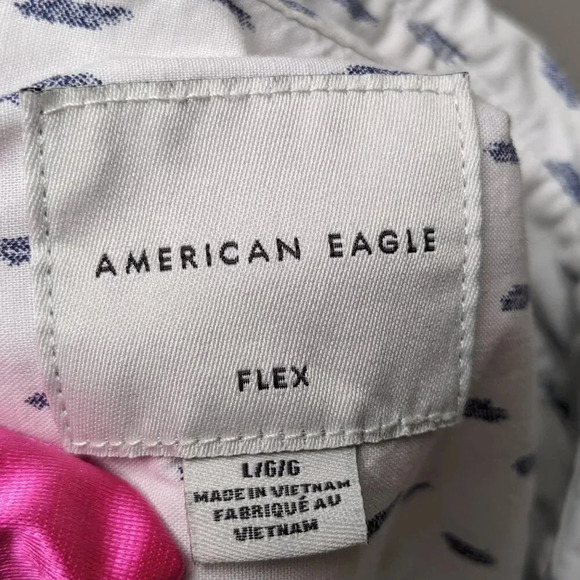 AMERICAN EAGLE
FLEX
L/G/G
MADE IN VIETNAM
FABRIQUÉ AU
VIETNAM